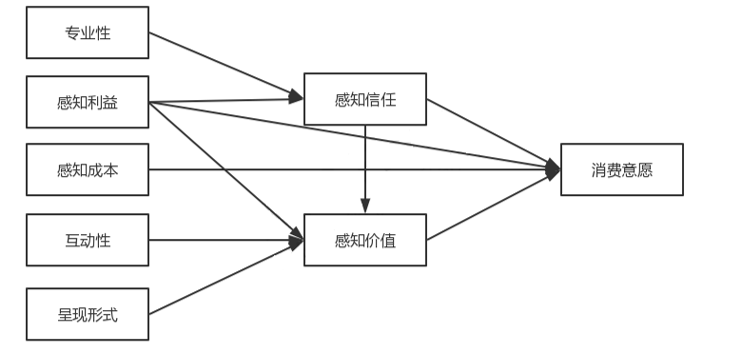 专业性
感知利益
感知成本
互动性
呈现形式
感知信任
感知价值
消费意愿